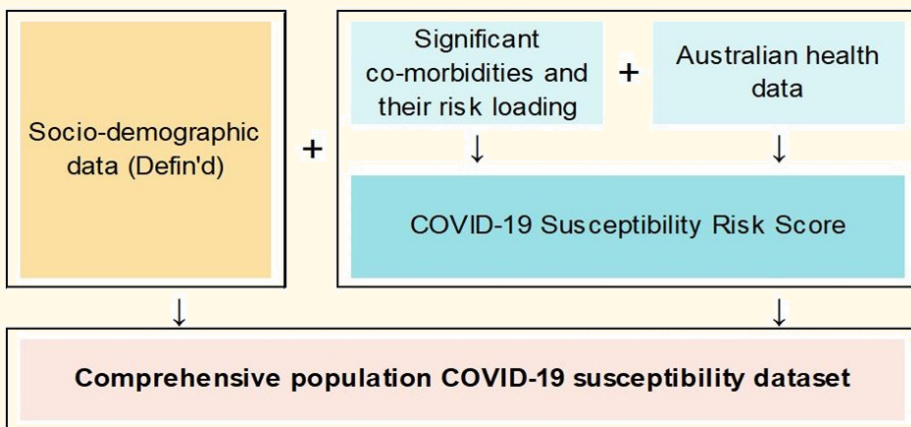 Socio-demographic
data (Defin'd)
+
Significant
co-morbidities and
their risk loading
+
Australian health
data
↓
↓
COVID-19 Susceptibility Risk Score
↓
↓
Comprehensive population COVID-19 susceptibility dataset